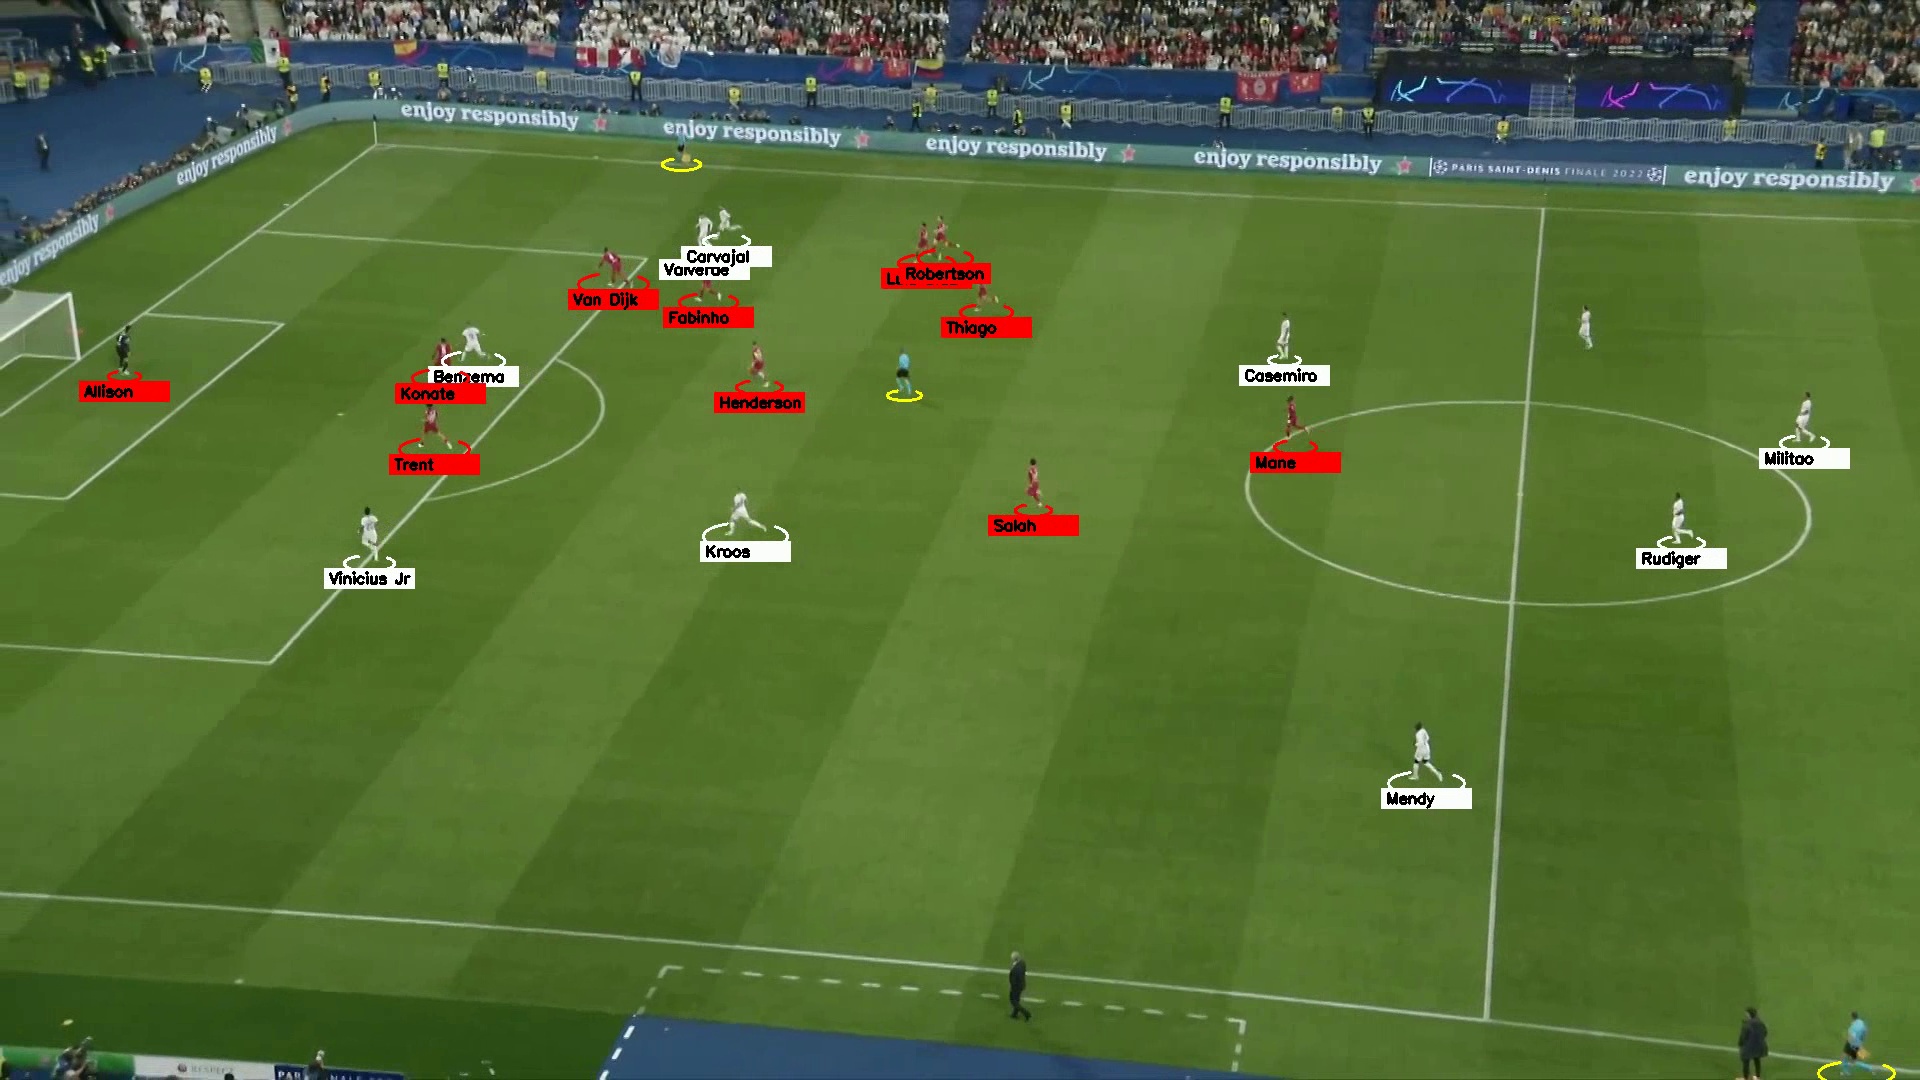 enjoy responsibly
enjoy responsibly
enjoy responsibly
enjoy responsibly
enjoy responsibly
enjoy responsibly
PARIS SAINT-DENIS FINALE 2022
enjoy responsibly
Carvajal
Valverde
Robertson
Van Dijk
Fabinho
Thiago
Allison
Benzema
Konate
Henderson
Casemiro
Trent
Mane
Militao
Salah
Kroos
Rudiger
Vinicius Jr
Mendy
RESPECT